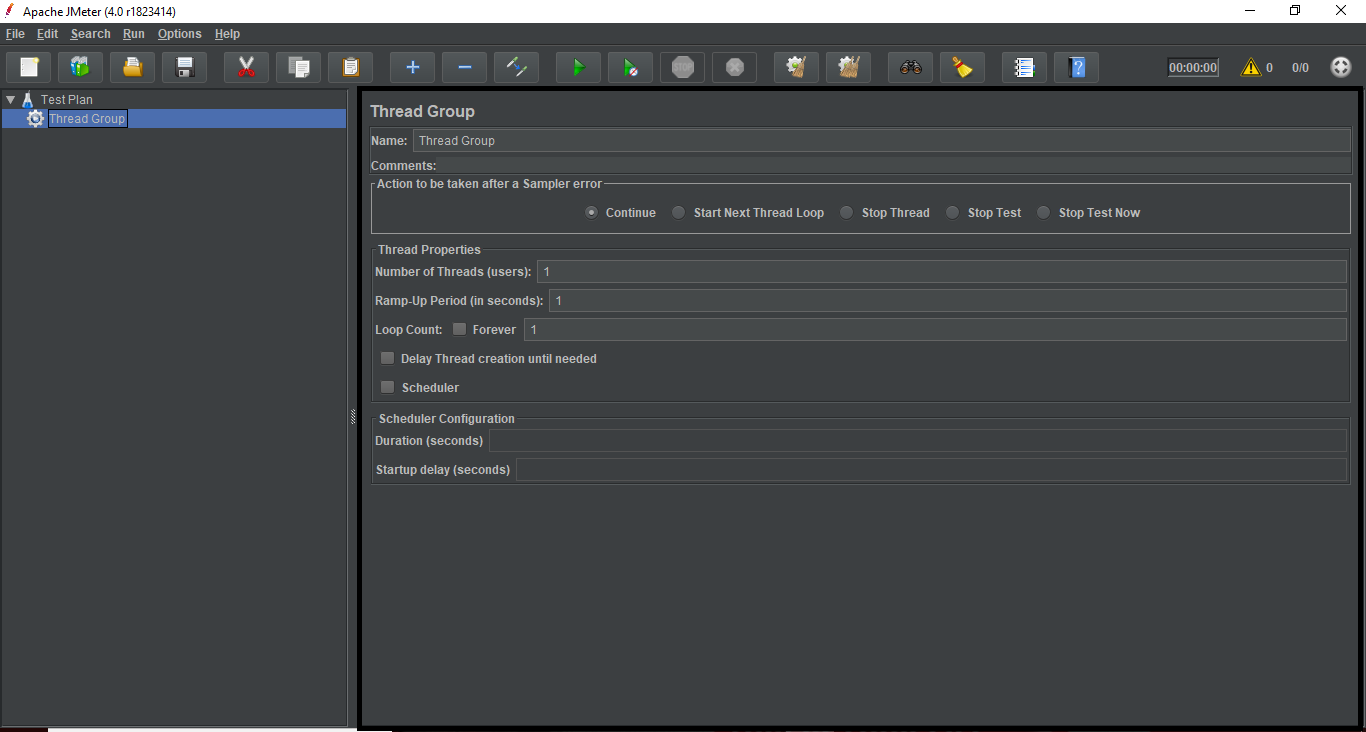 Apache JMeter (4.0 r1823414)
File Edit Search Run Options Help
STOP
?
00:00:00
0
0/0
Test Plan
Thread Group
Thread Group
Name: Thread Group
Comments:
Action to be taken after a Sampler error
Continue Start Next Thread Loop Stop Thread Stop Test Stop Test Now
Thread Properties
Number of Threads (users): 1
Ramp-Up Period (in seconds): 1
Loop Count: Forever 1
Delay Thread creation until needed
Scheduler
Scheduler Configuration
Duration (seconds)
Startup delay (seconds)